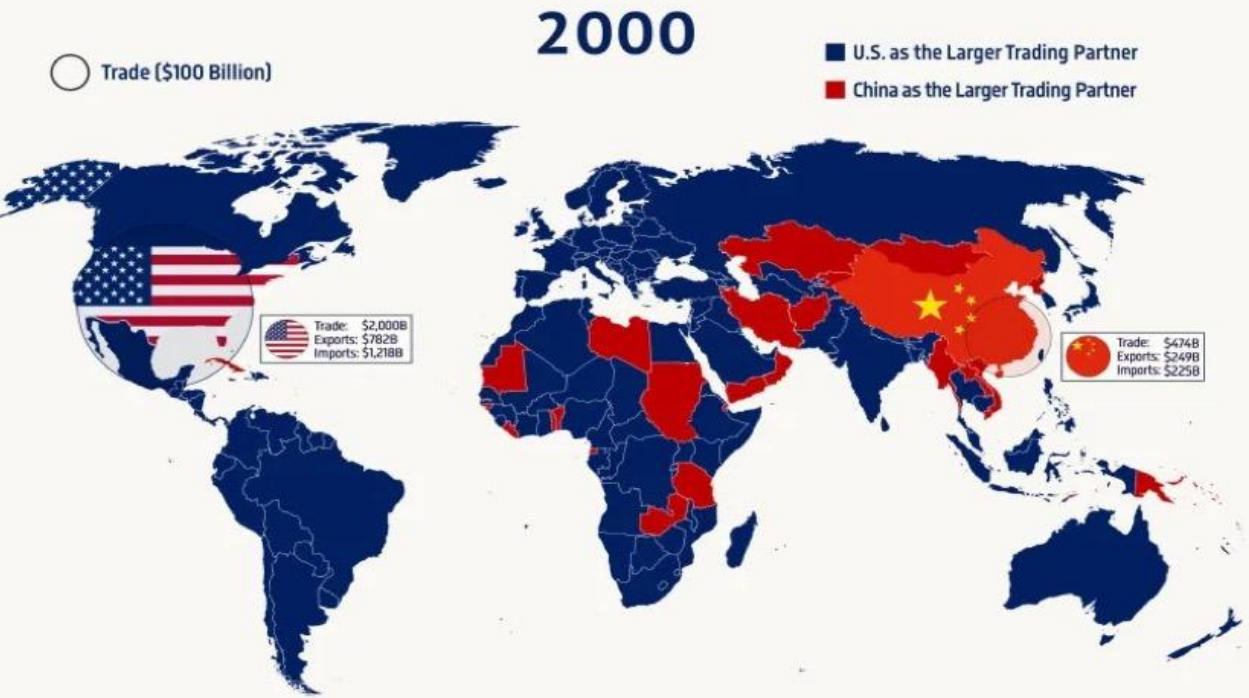 2000
Trade ($100 Billion)
U.S. as the Larger Trading Partner
China as the Larger Trading Partner
Trade: $2,000B
Exports: $782B
Imports: $1,218B
Trade: $474B
Exports: $249B
Imports: $225B